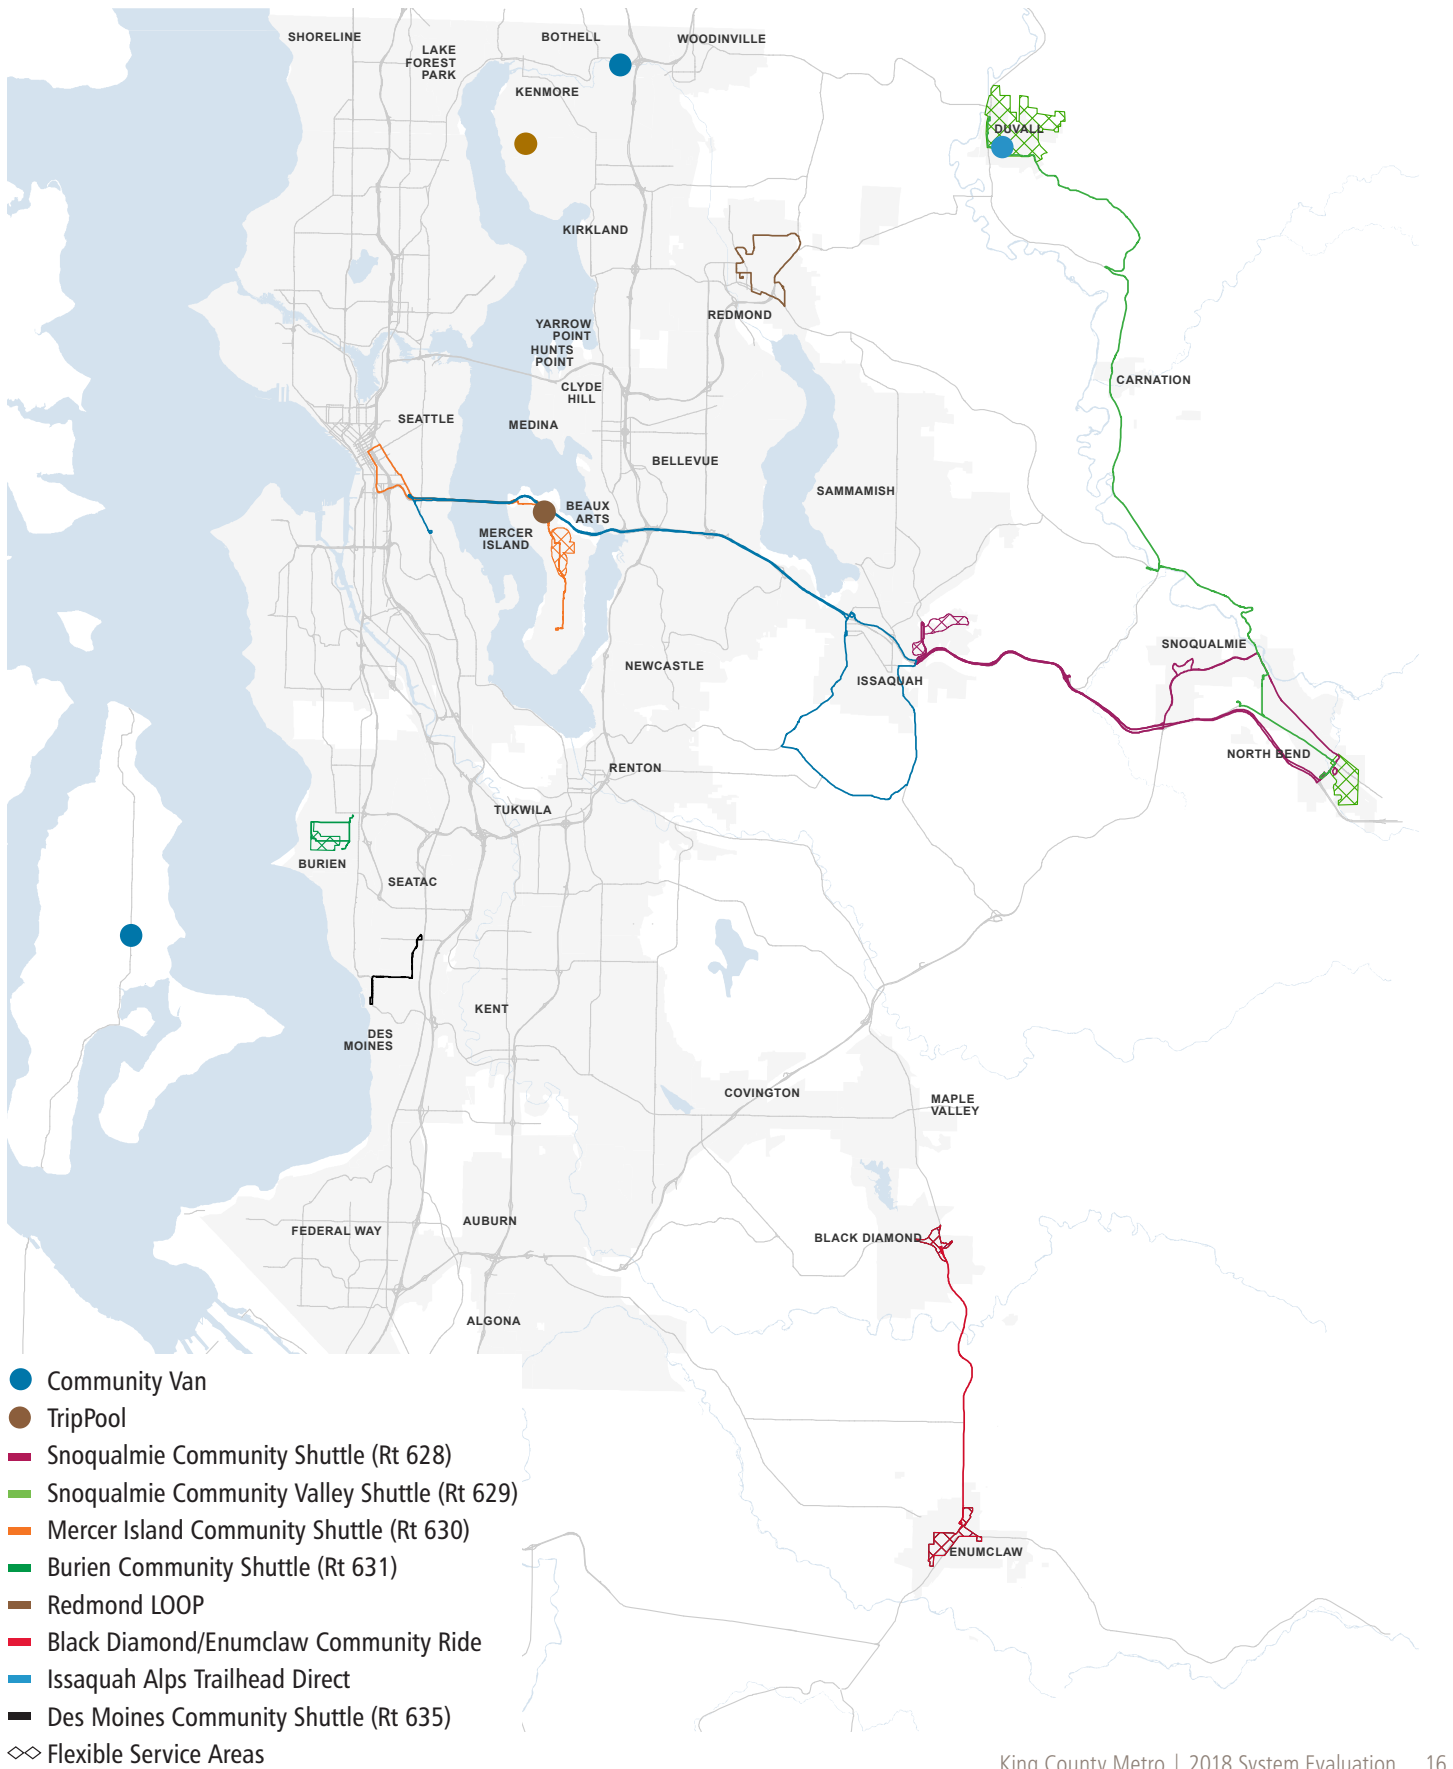 SHORELINE
BOTHELL
WOODINVILLE
LAKE
FOREST
PARK
KENMORE
DUVALL
KIRKLAND
REDMOND
YARROW
POINT
HUNTS
POINT
CARNATION
CLYDE
HILL
SEATTLE
MEDINA
BELLEVUE
SAMMAMISH
BEAUX
ARTS
MERCER
ISLAND
SNOQUALMIE
NEWCASTLE
ISSAQUAH
NORTH BEND
RENTON
TUKWILA
BURIEN
SEATAC
KENT
DES
MOINES
COVINGTON
MAPLE
VALLEY
AUBURN
FEDERAL WAY
BLACK DIAMOND
ALGONA
ENUMCLAW
Community Van
TripPool
Snoqualmie Community Shuttle (Rt 628)
Snoqualmie Community Valley Shuttle (Rt 629)
Mercer Island Community Shuttle (Rt 630)
Burien Community Shuttle (Rt 631)
Redmond LOOP
Black Diamond/Enumclaw Community Ride
Issaquah Alps Trailhead Direct
Des Moines Community Shuttle (Rt 635)
Flexible Service Areas
King County Metro | 2018 System Evaluation 16